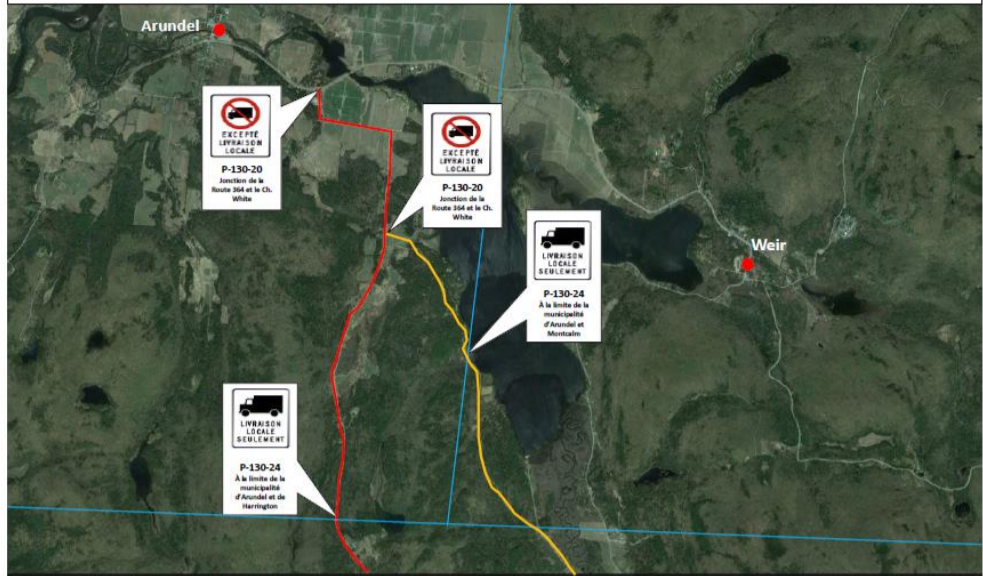 Arundel
EXCEPTÉ
LIVRAISON
LOCALE
P-130-20
Jonction de la
Route 364 et le Ch.
White
EXCEPTÉ
LIVRAISON
LOCALE
P-130-20
Jonction de la
Route 364 et le Ch.
White
LIVRAISON
LOCALE
SEULEMENT
P-130-24
À la limite de la
municipalité
d'Arundel et
Montcalm
Weir
LIVRAISON
LOCALE
SEULEMENT
P-130-24
À la limite de la
municipalité
d'Arundel et de
Harrington